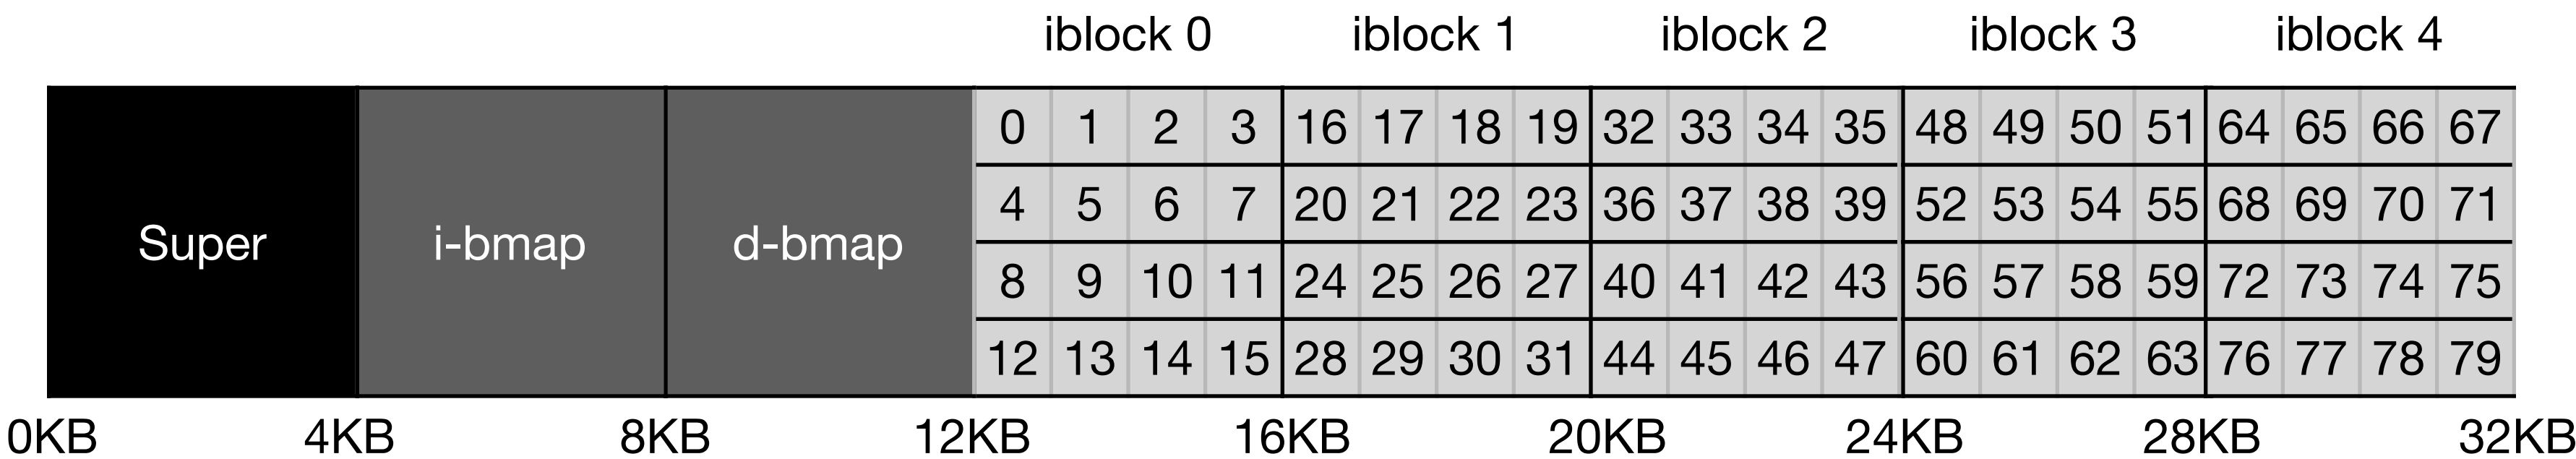 iblock 0 iblock 1 iblock 2 iblock 3 iblock 4
0 1 2 3 16 17 18 19 32 33 34 35 48 49 50 51 64 65 66 67
4 5 6 7 20 21 22 23 36 37 38 39 52 53 54 55 68 69 70 71
Super i-bmap d-bmap
8 9 10 11 24 25 26 27 40 41 42 43 56 57 58 59 72 73 74 75
12 13 14 15 28 29 30 31 44 45 46 47 60 61 62 63 76 77 78 79
0KB 4KB 8KB 12KB 16KB 20KB 24KB 28KB 32KB